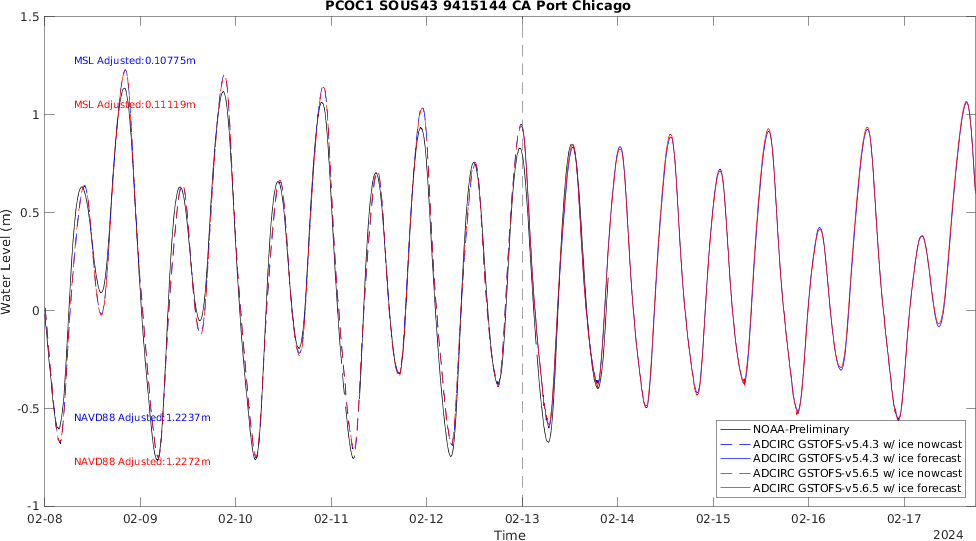 PCOC1 SOUS43 9415144 CA Port Chicago
1.5
1
0.5
0
-0.5
-1
Water Level (m)
MSL Adjusted:0.10775m
MSL Adjusted:0.11119m
NAVD88 Adjusted:1.2237m
NAVD88 Adjusted:1.2272m
NOAA-Preliminary
ADCIRC GSTOFS-v5.4.3 w/ ice nowcast
ADCIRC GSTOFS-v5.4.3 w/ ice forecast
ADCIRC GSTOFS-v5.6.5 w/ ice nowcast
ADCIRC GSTOFS-v5.6.5 w/ ice forecast
02-08 02-09 02-10 02-11 02-12 02-13 02-14 02-15 02-16 02-17
Time
2024